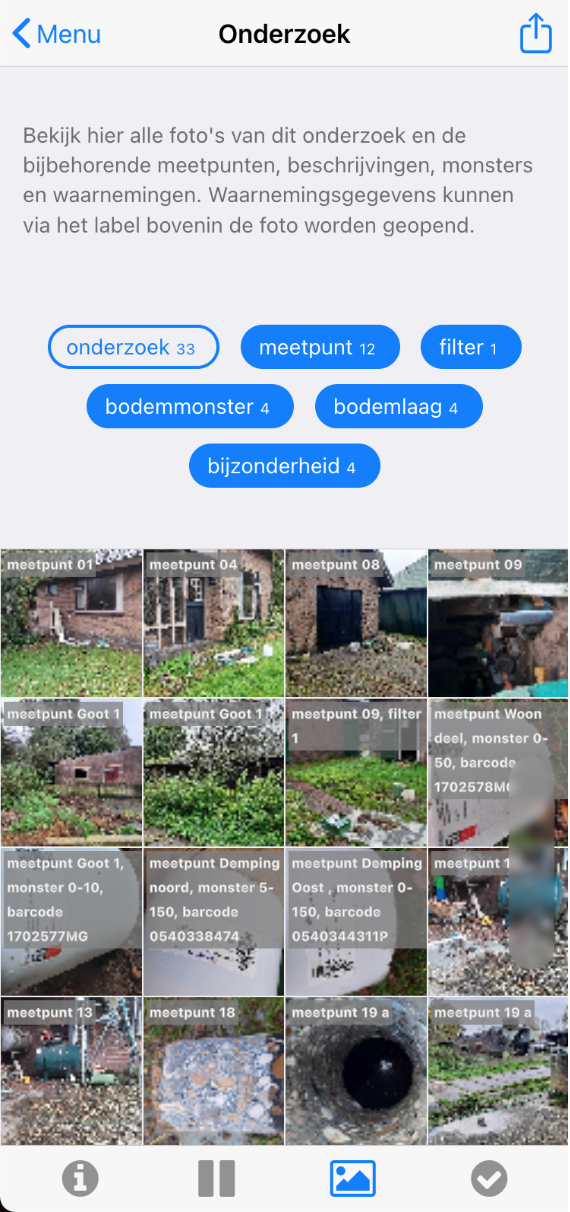 Menu
Onderzoek
Bekijk hier alle foto's van dit onderzoek en de
bijbehorende meetpunten, beschrijvingen, monsters
en waarnemingen. Waarnemingsgegevens kunnen
via het label bovenin de foto worden geopend.
onderzoek 33
meetpunt 12
filter 1
bodemmonster 4
bodemlaag 4
bijzonderheid 4
meetpunt 01
meetpunt 04
meetpunt 08
meetpunt 09
meetpunt Goot 1
meetpunt Goot 1
meetpunt 09, filter
1
meetpunt Woon
deel, monster 0-
50, barcode
meetpunt Goot 1,
monster 0-10,
barcode
1702577MG
meetpunt Demping
noord, monster 5-
150, barcode
0540338474
meetpunt Demping
Oost , monster 0-
150, barcode
0540344311P
meetpunt
meetpunt 13
meetpunt 18
meetpunt 19 a
meetpunt 19 a